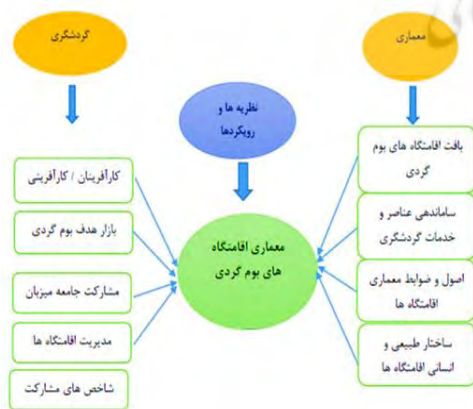 معماری
گردشگری
نظریه ها و
رویکردها
بافت اقامتگاه های بوم
گردی
ساماندهی عناصر و
خدمات گردشگری
اصول و ضوابط معماری
اقامتگاه ها
ساختار طبیعی و
انسانی اقامتگاه ها
معماری اقامتگاه
های بوم گردی
کارآفرینان / کارآفرینی
بازار هدف بوم گردی
مشارکت جامعه میزبان
مدیریت اقامتگاه ها
شاخص های مشارکت